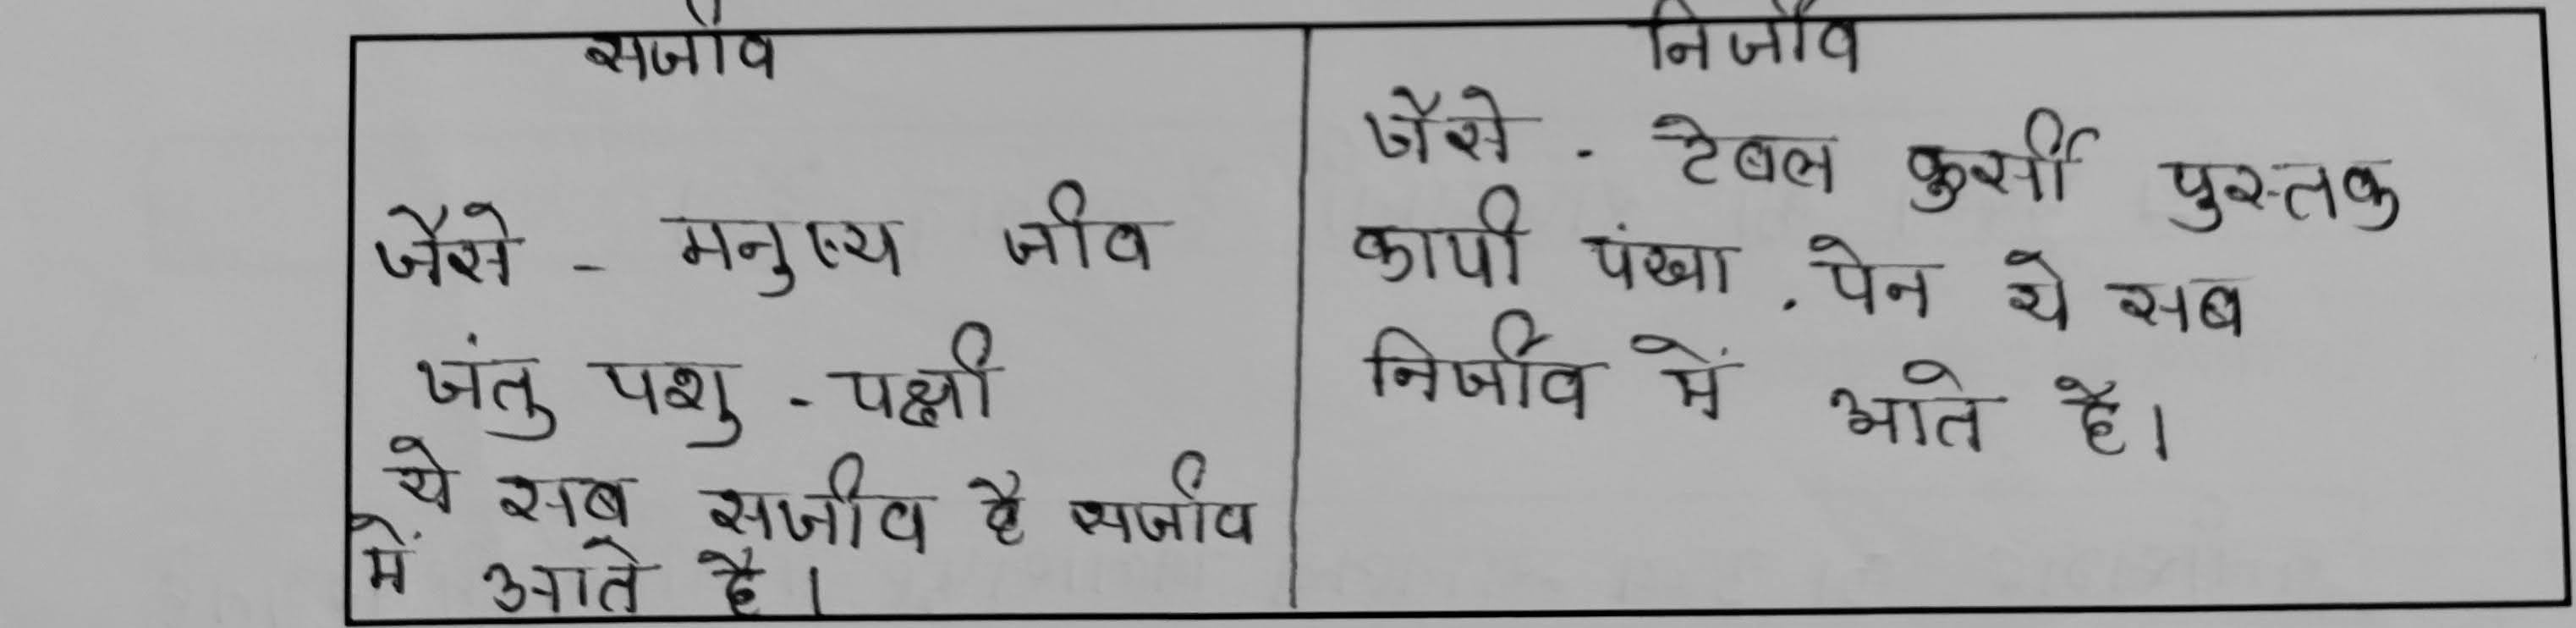 सजीव
जैसे - मनुष्य जीव
जंतु पशु - पक्षी
ये सब सजीव है सजीव
में आते है।
निर्जीव
जैसे - टेबल कुर्सी पुस्तक
कापी पंखा , पेन ये सब
निर्जीव में आते है।